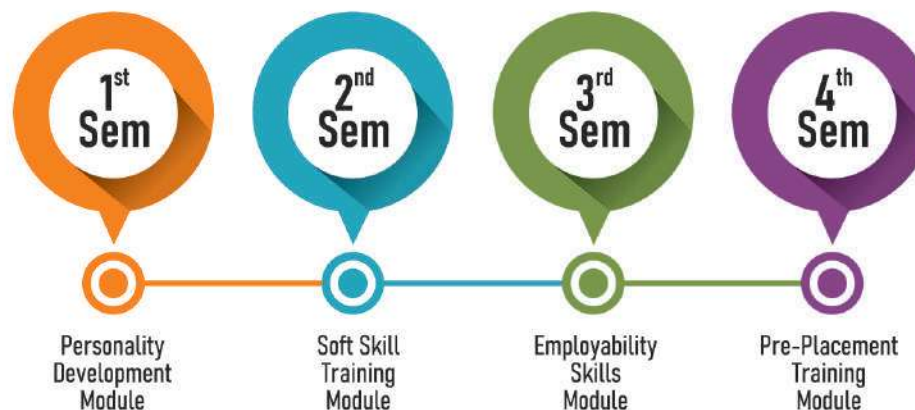 1st
Sem
2nd
Sem
3rd
Sem
4th
Sem
Personality
Development
Module
Soft Skill
Training
Module
Employability
Skills
Module
Pre-Placement
Training
Module